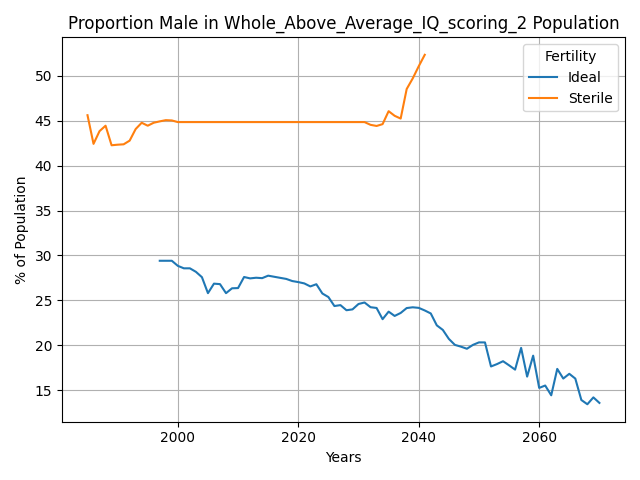 Proportion Male in Whole_Above_Average_IQ_scoring_2 Population
% of Population
50
45
40
35
30
25
20
15
Fertility
Ideal
Sterile
2000 2020 2040 2060
Years